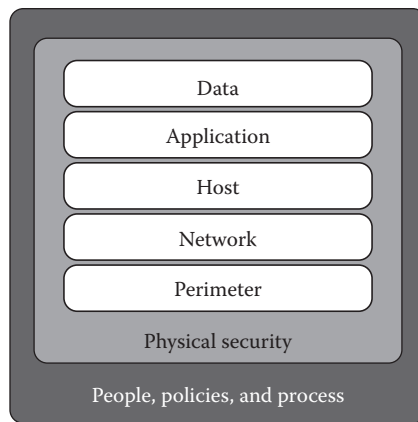 Data
Application
Host
Network
Perimeter
Physical security
People, policies, and process